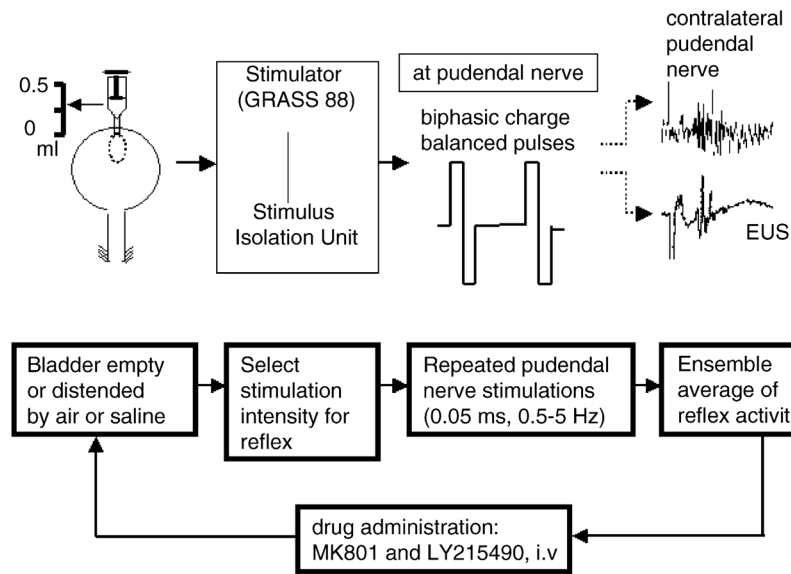 0.5
0
ml
Stimulator
(GRASS 88)
Stimulus
Isolation Unit
at pudendal nerve
biphasic charge
balanced pulses
contralateral
pudendal
nerve
EUS
Bladder empty
or distended
by air or saline
Select
stimulation
intensity for
reflex
Repeated pudendal
nerve stimulations
(0.05 ms, 0.5-5 Hz)
Ensemble
average of
reflex activit
drug administration:
MK801 and LY215490, i.v